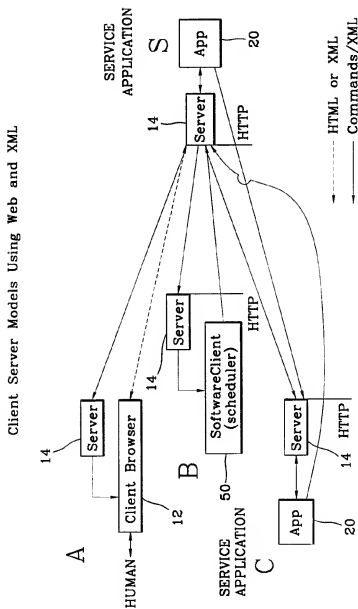 Client Server Models Using Web and XML
A
HUMAN
14
Server
Client Browser
12
B
14
Server
HTTP
SoftwareClient
(scheduler)
50
SERVICE
APPLICATION
C
App
20
Server
14
HTTP
SERVICE
APPLICATION
S
14
Server
HTTP
App
20
HTML or XML
Commands/XML